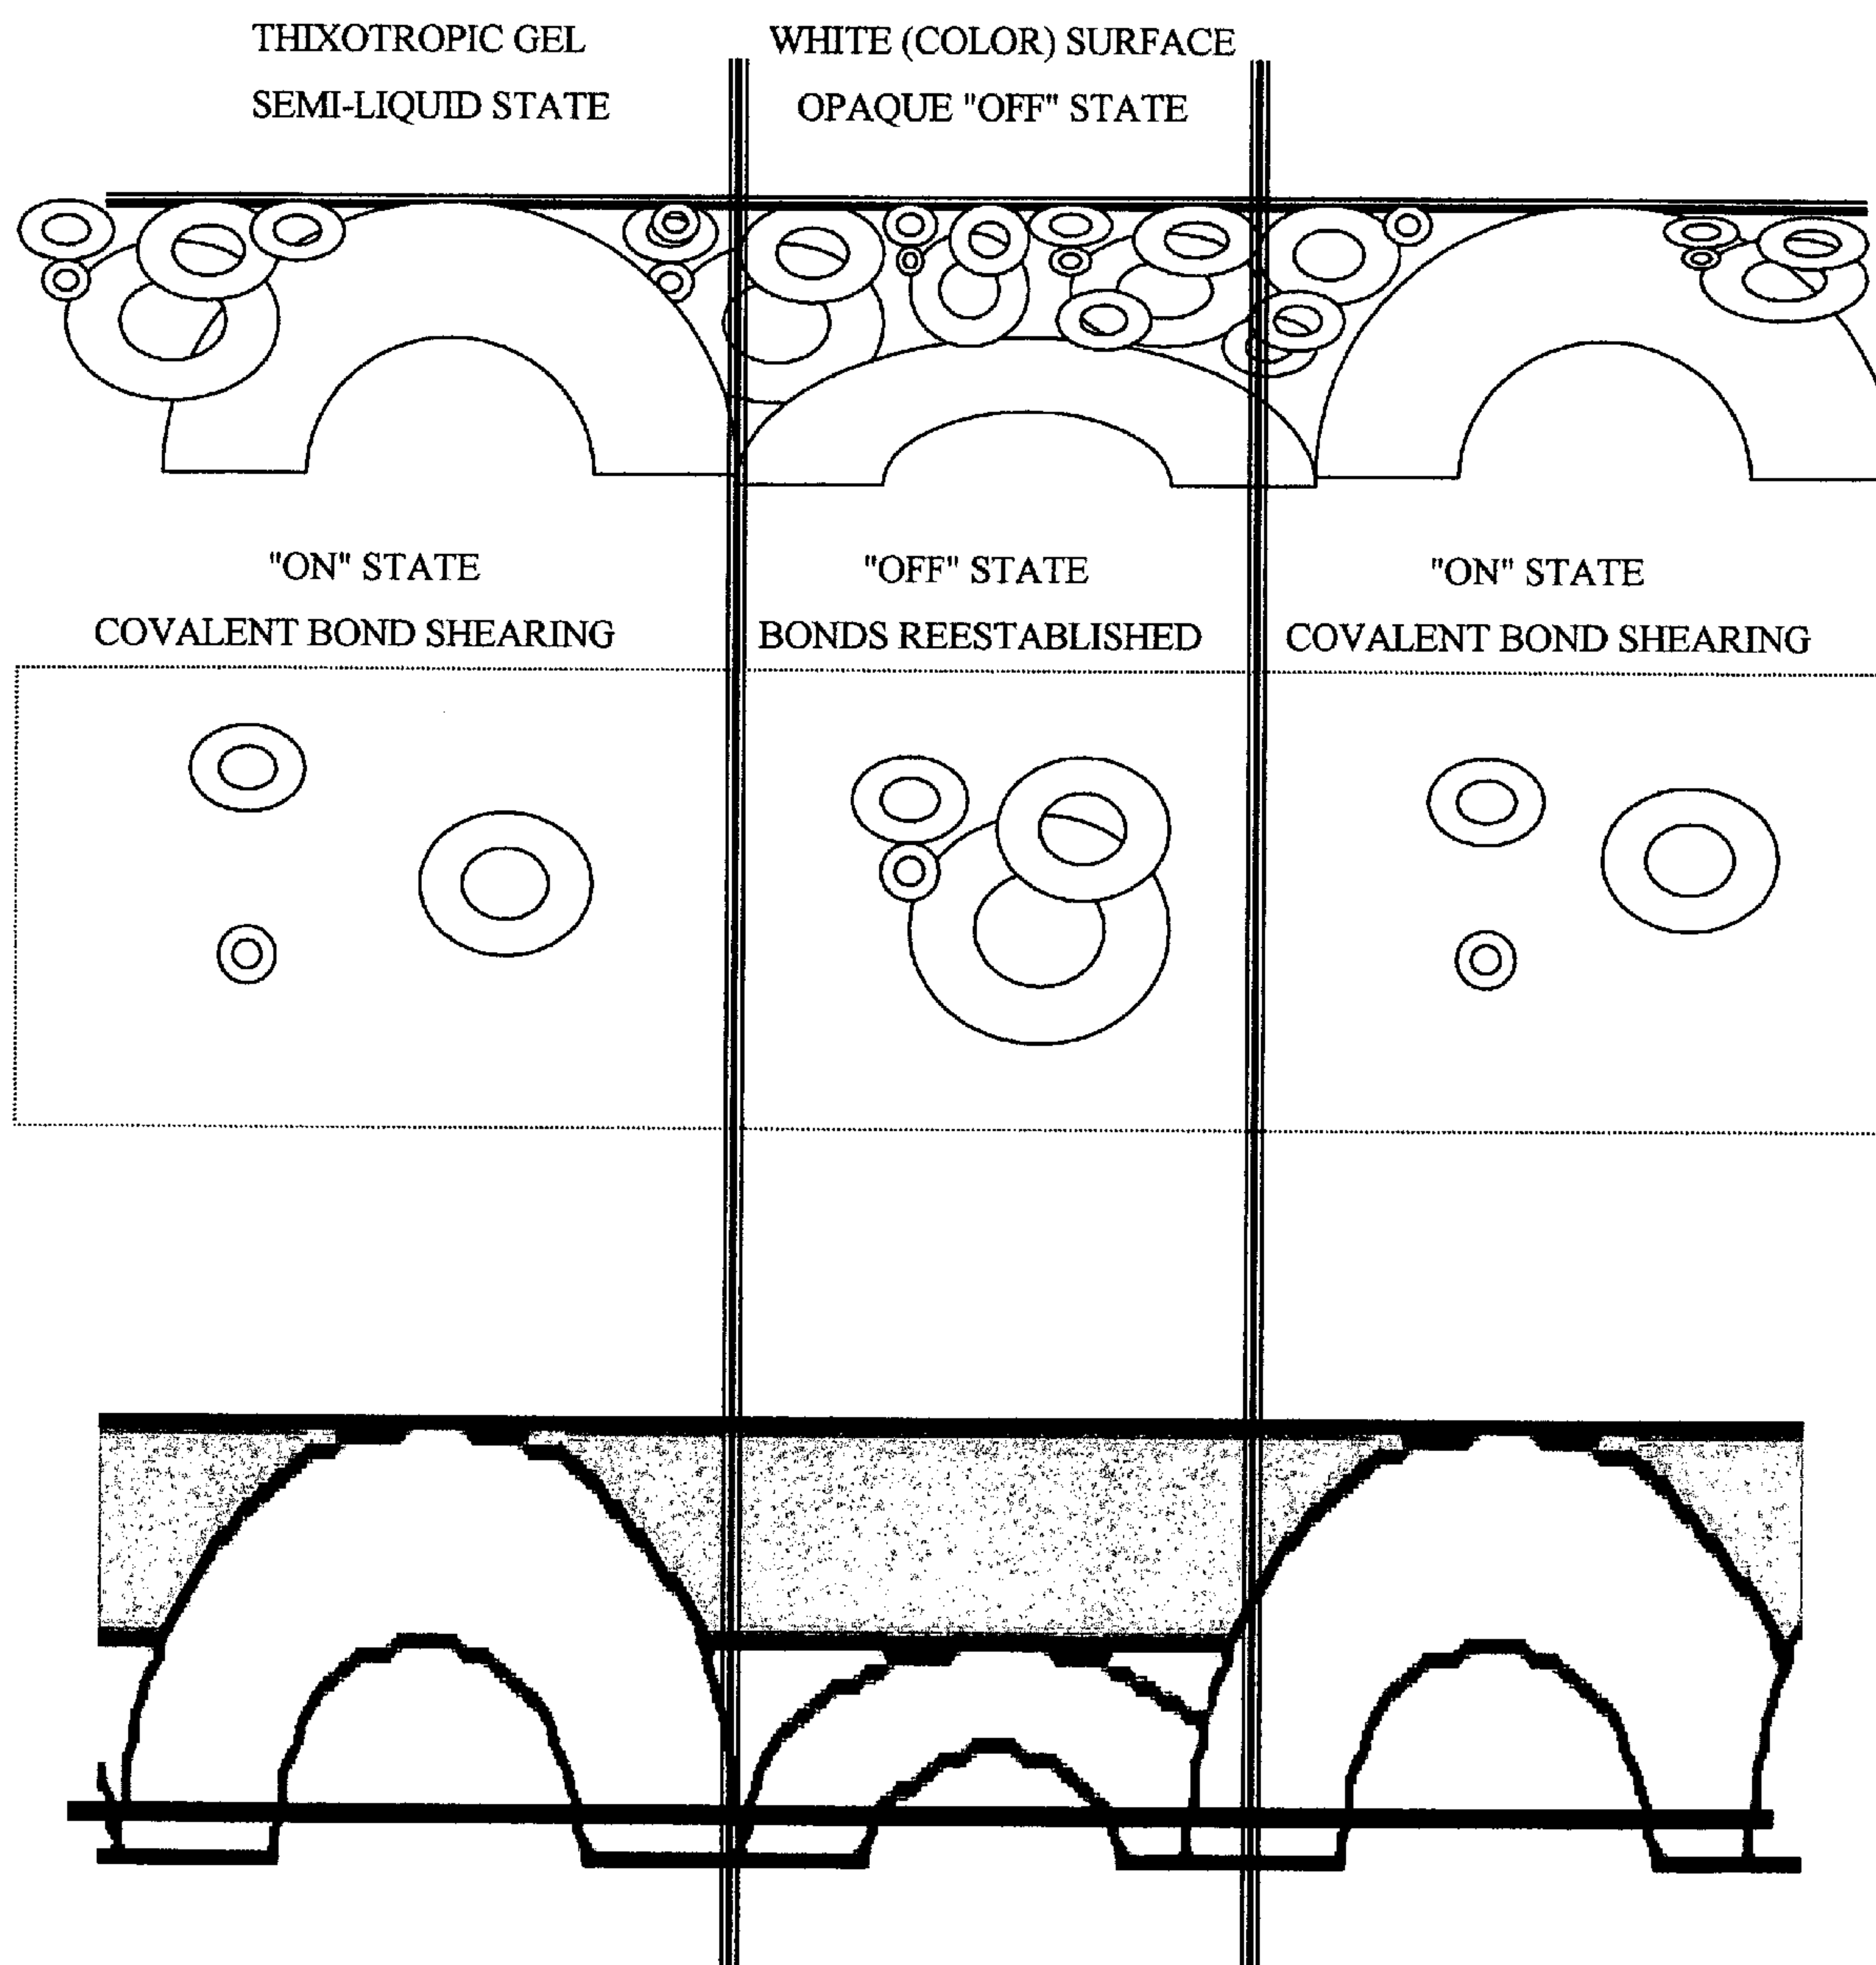 THIXOTROPIC GEL
SEMI-LIQUID STATE
WHITE (COLOR) SURFACE
OPAQUE "OFF" STATE
"ON" STATE
COVALENT BOND SHEARING
"OFF" STATE
BONDS REESTABLISHED
"ON" STATE
COVALENT BOND SHEARING